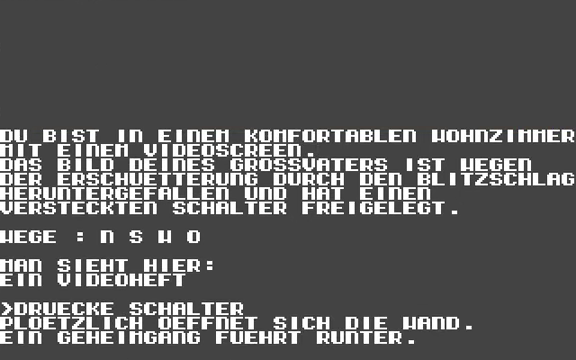 DU BIST IN EINEM KOMFORTABLEN WOHNZIMMER
MIT EINEM VIDEOSCREEN.
DAS BILD DEINES GROSSVATERS IST WEGEN
DER ERSCHUETTERUNG DURCH DEN BLITZSCHLAG
HERUNTERGEFALLEN UND HAT EINEN
VERSTECKTEN SCHALTER FREIGELEGT.
WEGE : N S W O
MAN SIEHT HIER:
EIN VIDEOHEFT
>DRUECKE SCHALTER
PLOETZLICH OEFFNET SICH DIE WAND.
EIN GEHEIMGANG FUEHRT RUNTER.